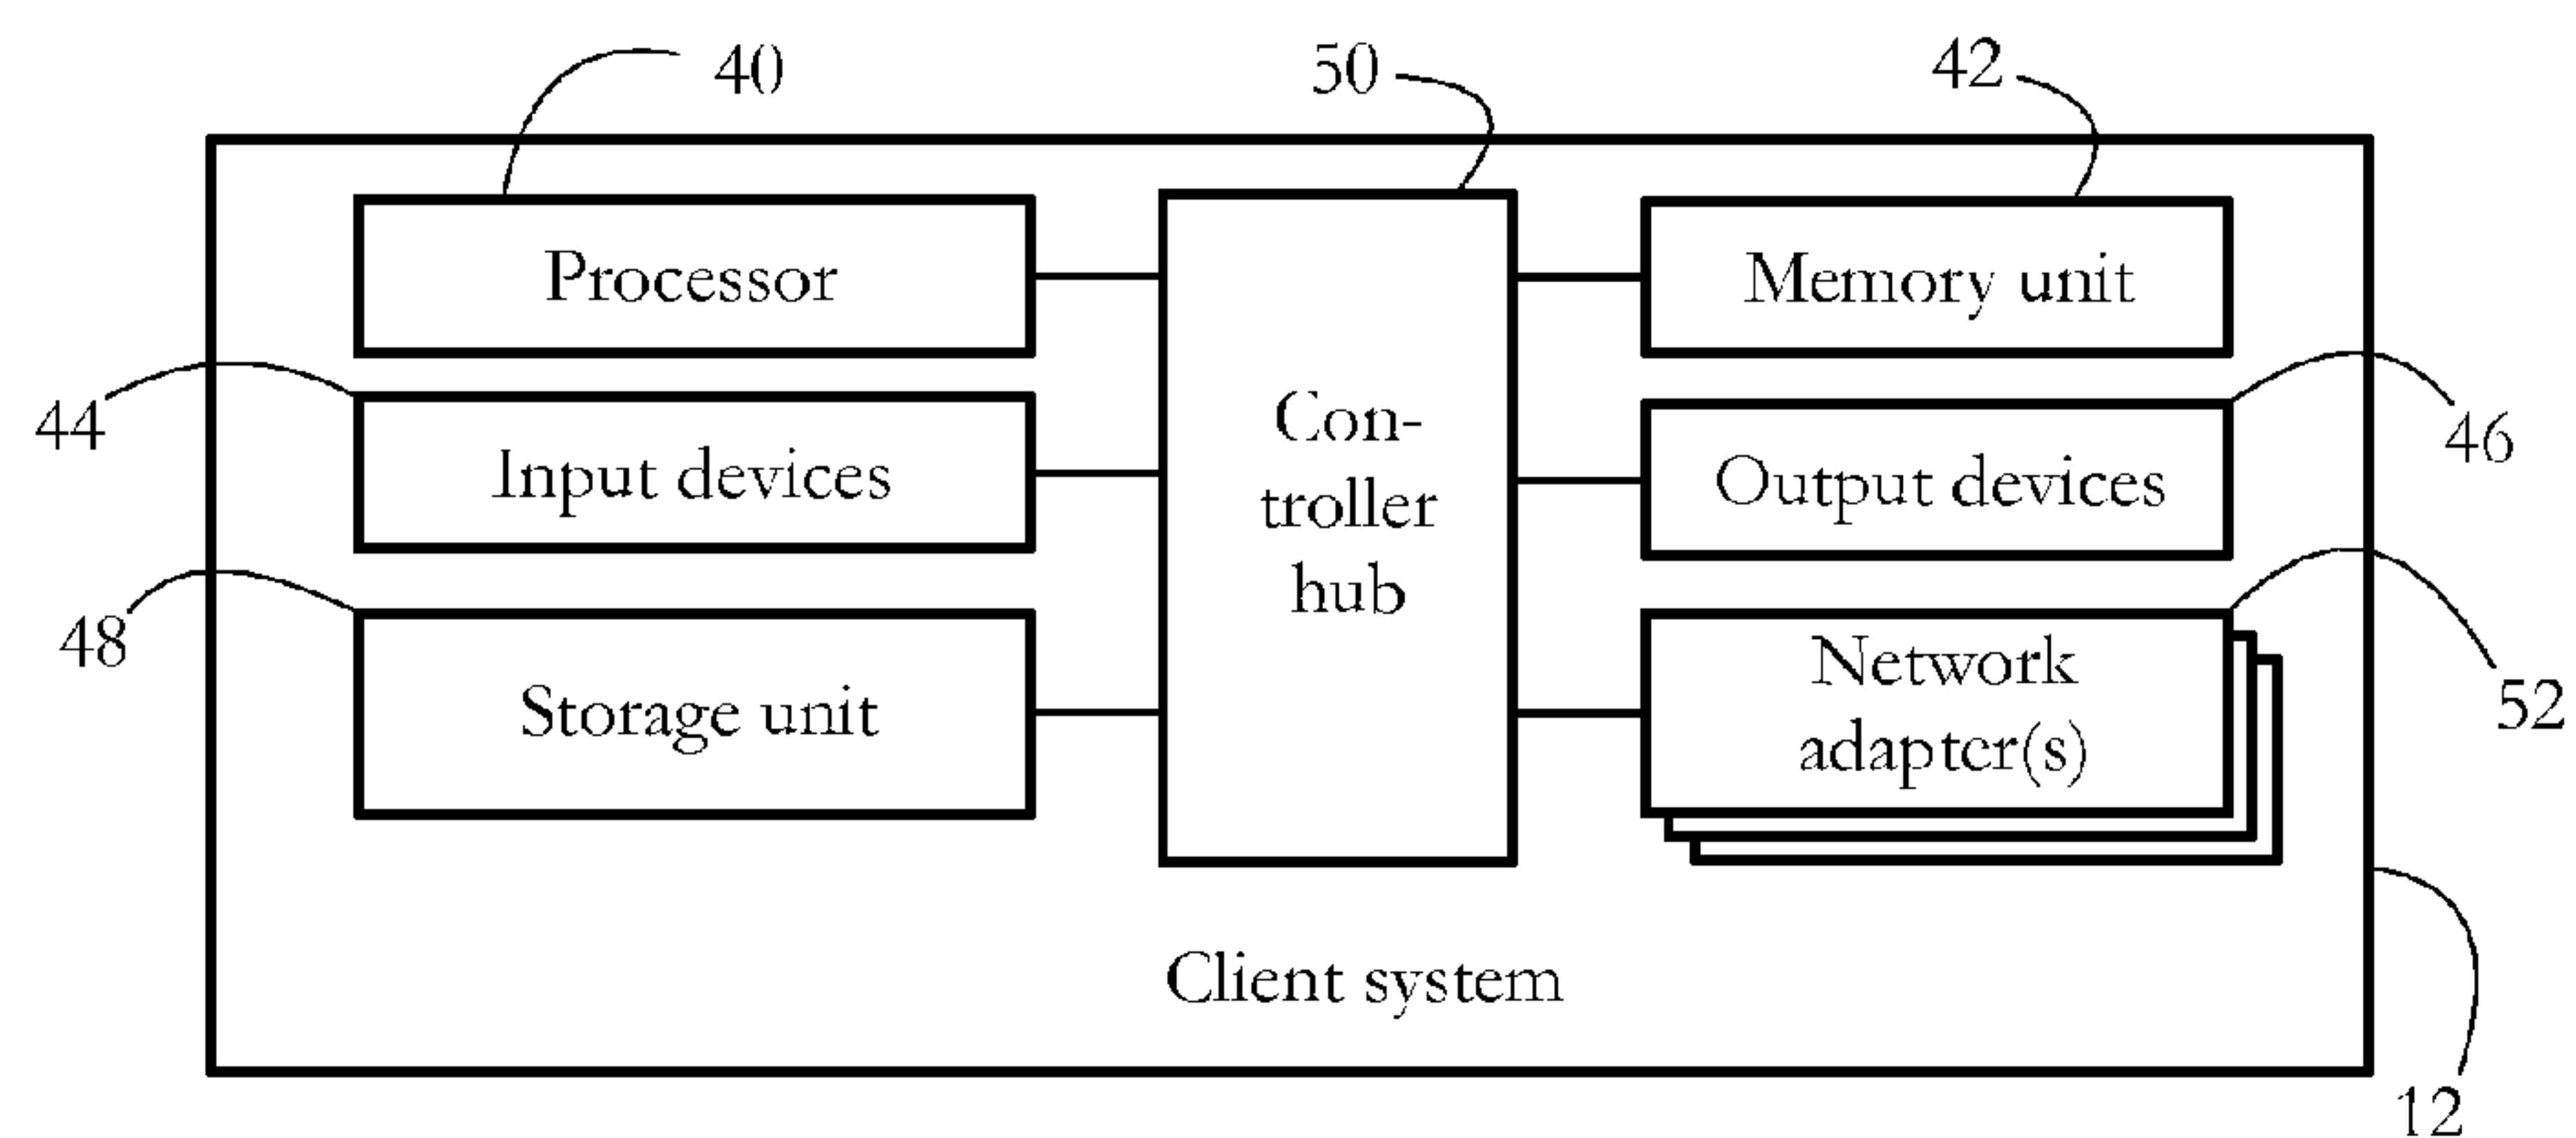 40
50
42
Processor
Memory unit
44
Input devices
Con-
troller
hub
Output devices
46
48
Storage unit
Network
adapter(s)
52
Client system
12